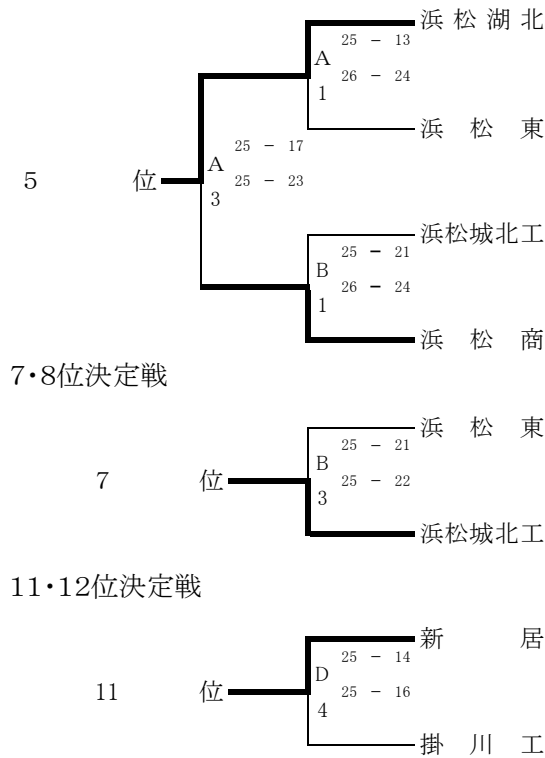 浜松湖北
25 － 13
A
26 － 24
1
浜松東
25 － 17
5位
A
25 － 23
3
浜松城北工
25 － 21
B
26 － 24
1
浜松商
7・8位決定戦
浜松東
25 － 21
B
7位
25 － 22
3
浜松城北工
11・12位決定戦
新居
25 － 14
D
11位
25 － 16
4
掛川工